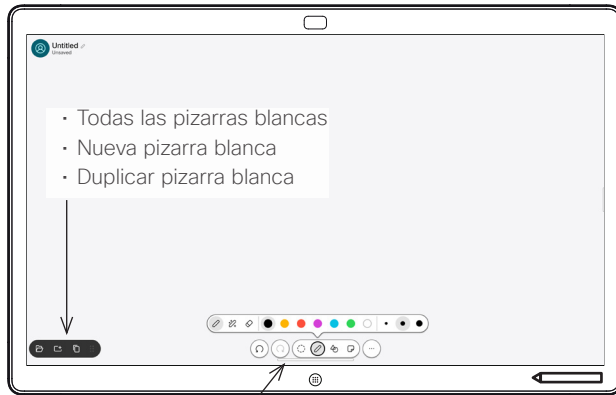 Untitled
Unsaved
· Todas las pizarras blancas
· Nueva pizarra blanca
· Duplicar pizarra blanca